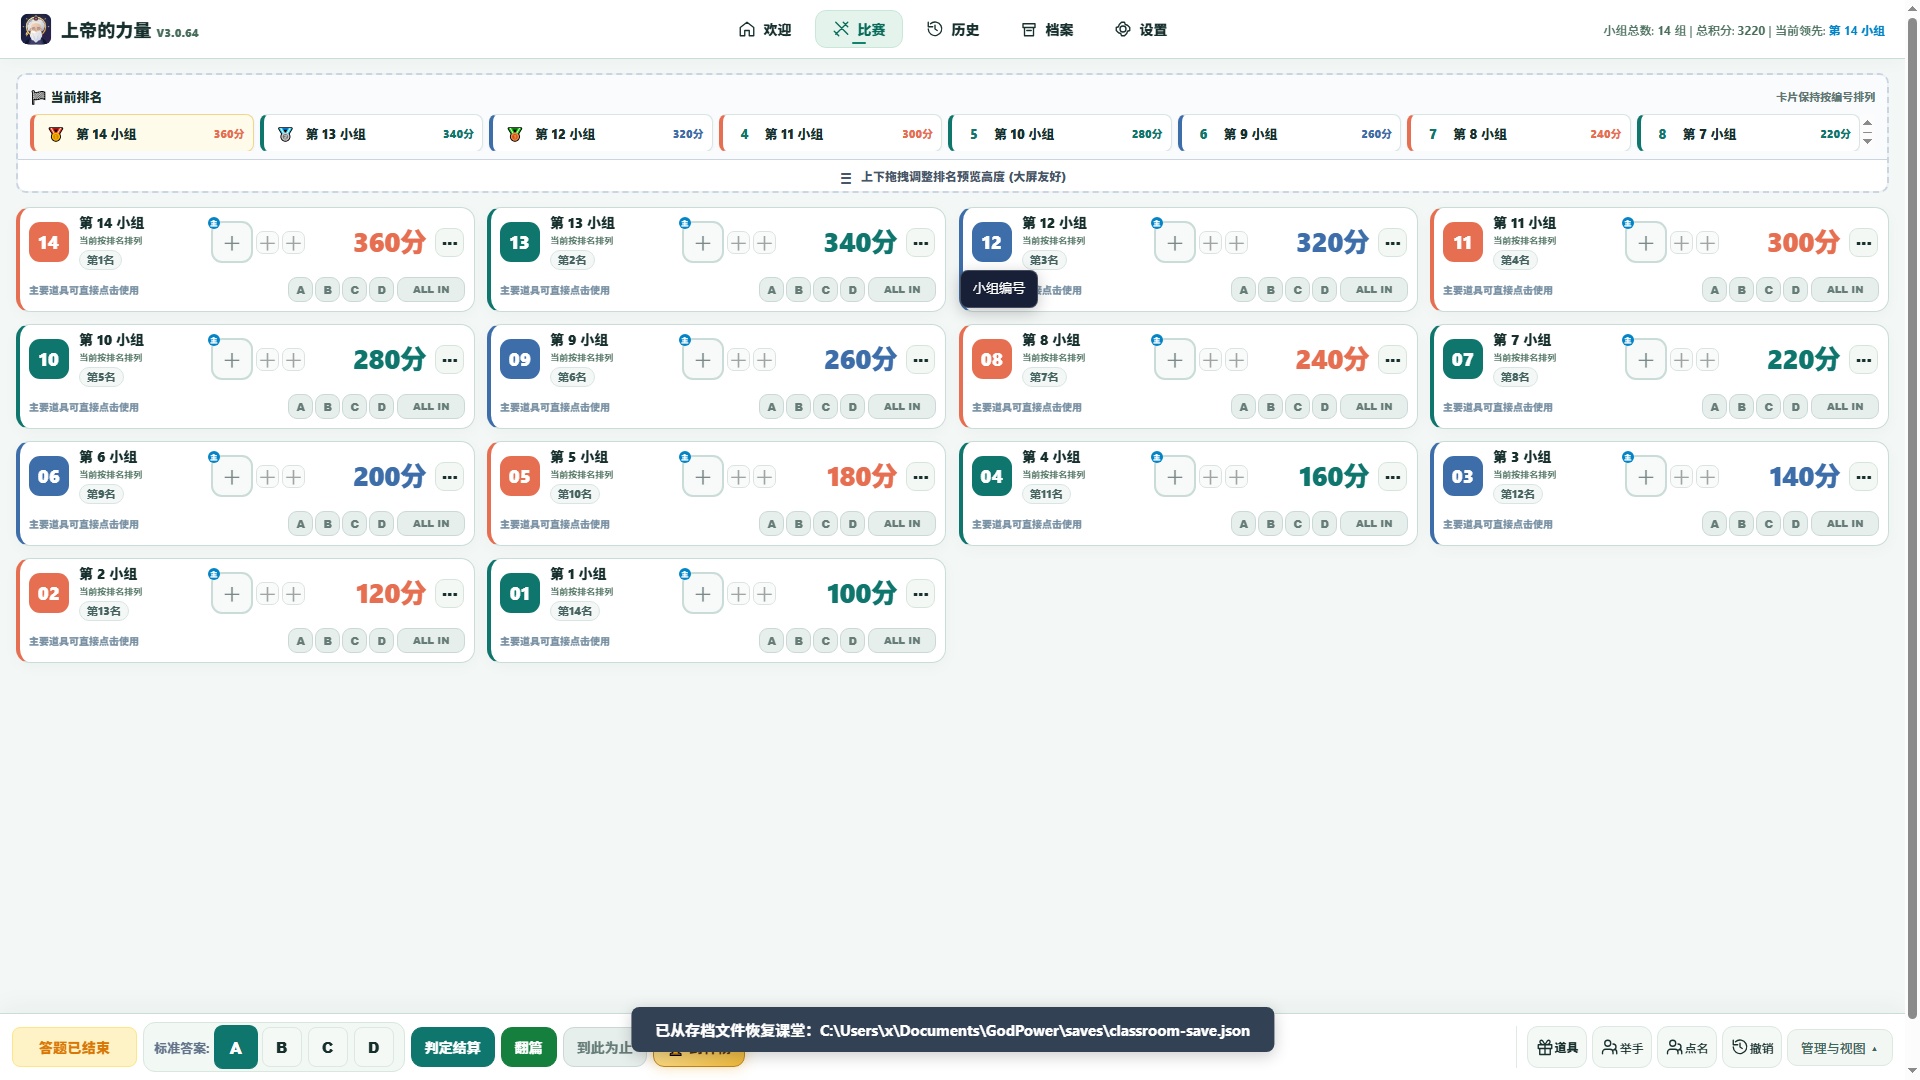 上帝的力量 V3.0.64
欢迎
比赛
历史
档案
设置
小组总数: 14 组 | 总积分: 3220 | 当前领先: 第 14 小组
当前排名
卡片保持按编号排列
第 14 小组 360分
第 13 小组 340分
第 12 小组 320分
4 第 11 小组 300分
5 第 10 小组 280分
6 第 9 小组 260分
7 第 8 小组 240分
8 第 7 小组 220分
上下拖拽调整排名预览高度 (大屏友好)
14 第 14 小组 当前按排名排列 第1名 主 360分
主要道具可直接点击使用 A B C D ALL IN
13 第 13 小组 当前按排名排列 第2名 主 340分
主要道具可直接点击使用 A B C D ALL IN
12 第 12 小组 当前按排名排列 第3名 主 320分
小组编号
点击使用 A B C D ALL IN
11 第 11 小组 当前按排名排列 第4名 主 300分
主要道具可直接点击使用 A B C D ALL IN
10 第 10 小组 当前按排名排列 第5名 主 280分
主要道具可直接点击使用 A B C D ALL IN
09 第 9 小组 当前按排名排列 第6名 主 260分
主要道具可直接点击使用 A B C D ALL IN
08 第 8 小组 当前按排名排列 第7名 主 240分
主要道具可直接点击使用 A B C D ALL IN
07 第 7 小组 当前按排名排列 第8名 主 220分
主要道具可直接点击使用 A B C D ALL IN
06 第 6 小组 当前按排名排列 第9名 主 200分
主要道具可直接点击使用 A B C D ALL IN
05 第 5 小组 当前按排名排列 第10名 主 180分
主要道具可直接点击使用 A B C D ALL IN
04 第 4 小组 当前按排名排列 第11名 主 160分
主要道具可直接点击使用 A B C D ALL IN
03 第 3 小组 当前按排名排列 第12名 主 140分
主要道具可直接点击使用 A B C D ALL IN
02 第 2 小组 当前按排名排列 第13名 主 120分
主要道具可直接点击使用 A B C D ALL IN
01 第 1 小组 当前按排名排列 第14名 主 100分
主要道具可直接点击使用 A B C D ALL IN
已从存档文件恢复课堂：C:\Users\x\Documents\GodPower\saves\classroom-save.json
答题已结束
标准答案: A B C D
判定结算
翻篇
到此为止
道具
举手
点名
撤销
管理与视图